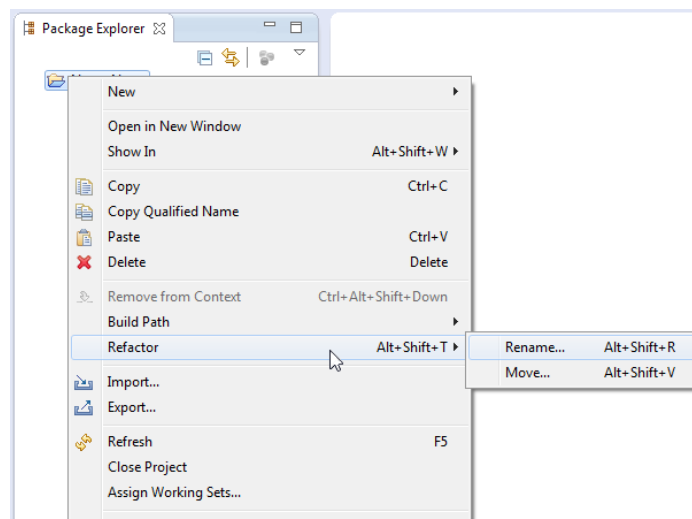 Package Explorer
New
Open in New Window
Show In Alt+Shift+W
Copy Ctrl+C
Copy Qualified Name
Paste Ctrl+V
Delete Delete
Remove from Context Ctrl+Alt+Shift+Down
Build Path
Refactor Alt+Shift+T
Rename... Alt+Shift+R
Move... Alt+Shift+V
Import...
Export...
Refresh F5
Close Project
Assign Working Sets...